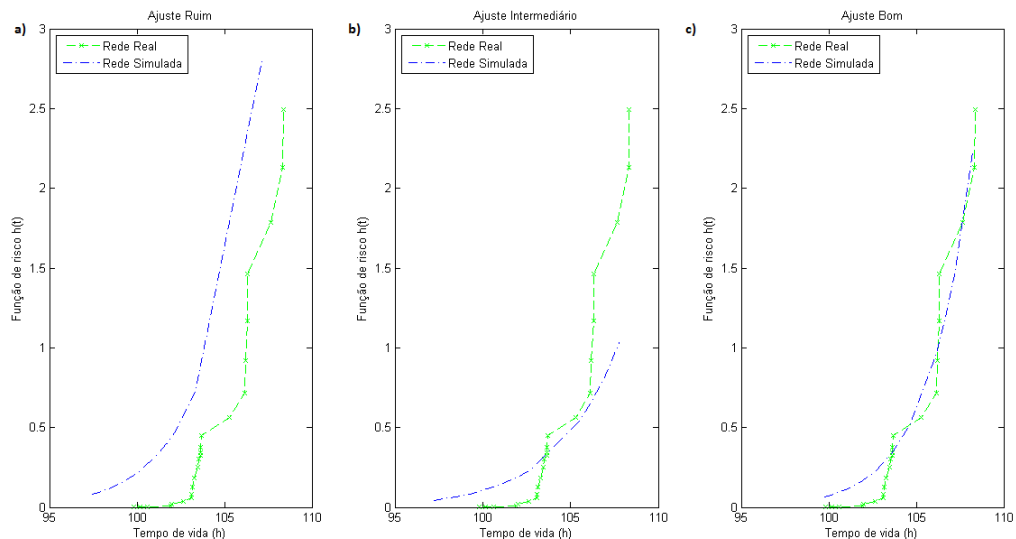 a)
Ajuste Ruim
Rede Real
Rede Simulada
Função de risco h(t)
3
2.5
2
1.5
1
0.5
0
95
100
105
110
Tempo de vida (h)
b)
Ajuste Intermediário
Rede Real
Rede Simulada
Função de risco h(t)
3
2.5
2
1.5
1
0.5
0
95
100
105
110
Tempo de vida (h)
c)
Ajuste Bom
Rede Real
Rede Simulada
Função de risco h(t)
3
2.5
2
1.5
1
0.5
0
95
100
105
110
Tempo de vida (h)